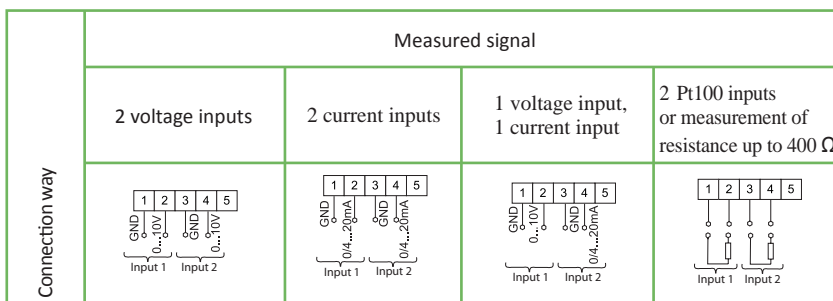 Measured signal
Connection way
2 voltage inputs
2 current inputs
1 voltage input,
1 current input
2 Pt100 inputs
or measurement of
resistance up to 400 Ω
1 2 3 4 5
GND
0...10V
GND
0...10V
Input 1
Input 2
1 2 3 4 5
GND
0/4...20mA
GND
0/4...20mA
Input 1
Input 2
1 2 3 4 5
GND
0...10V
GND
0/4...20mA
Input 1
Input 2
1 2 3 4 5
Input 1
Input 2